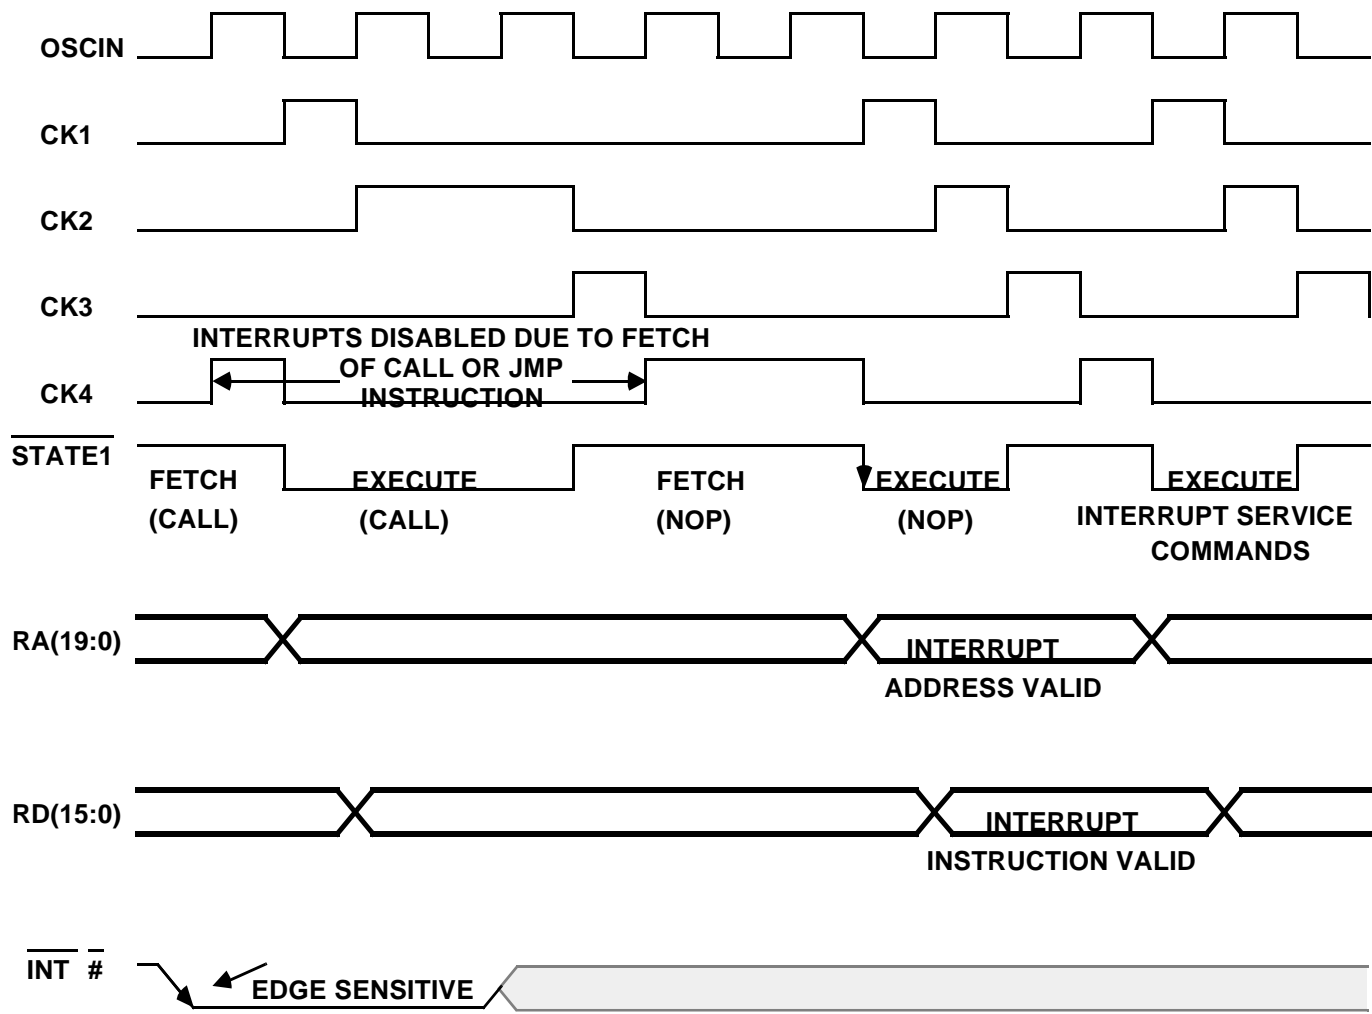 OSCIN
CK1
CK2
CK3
INTERRUPTS DISABLED DUE TO FETCH
OF CALL OR JMP
INSTRUCTION
CK4
STATE1
FETCH
(CALL)
EXECUTE
(CALL)
FETCH
(NOP)
EXECUTE
(NOP)
EXECUTE
INTERRUPT SERVICE
COMMANDS
RA(19:0)
INTERRUPT
ADDRESS VALID
RD(15:0)
INTERRUPT
INSTRUCTION VALID
INT #
EDGE SENSITIVE